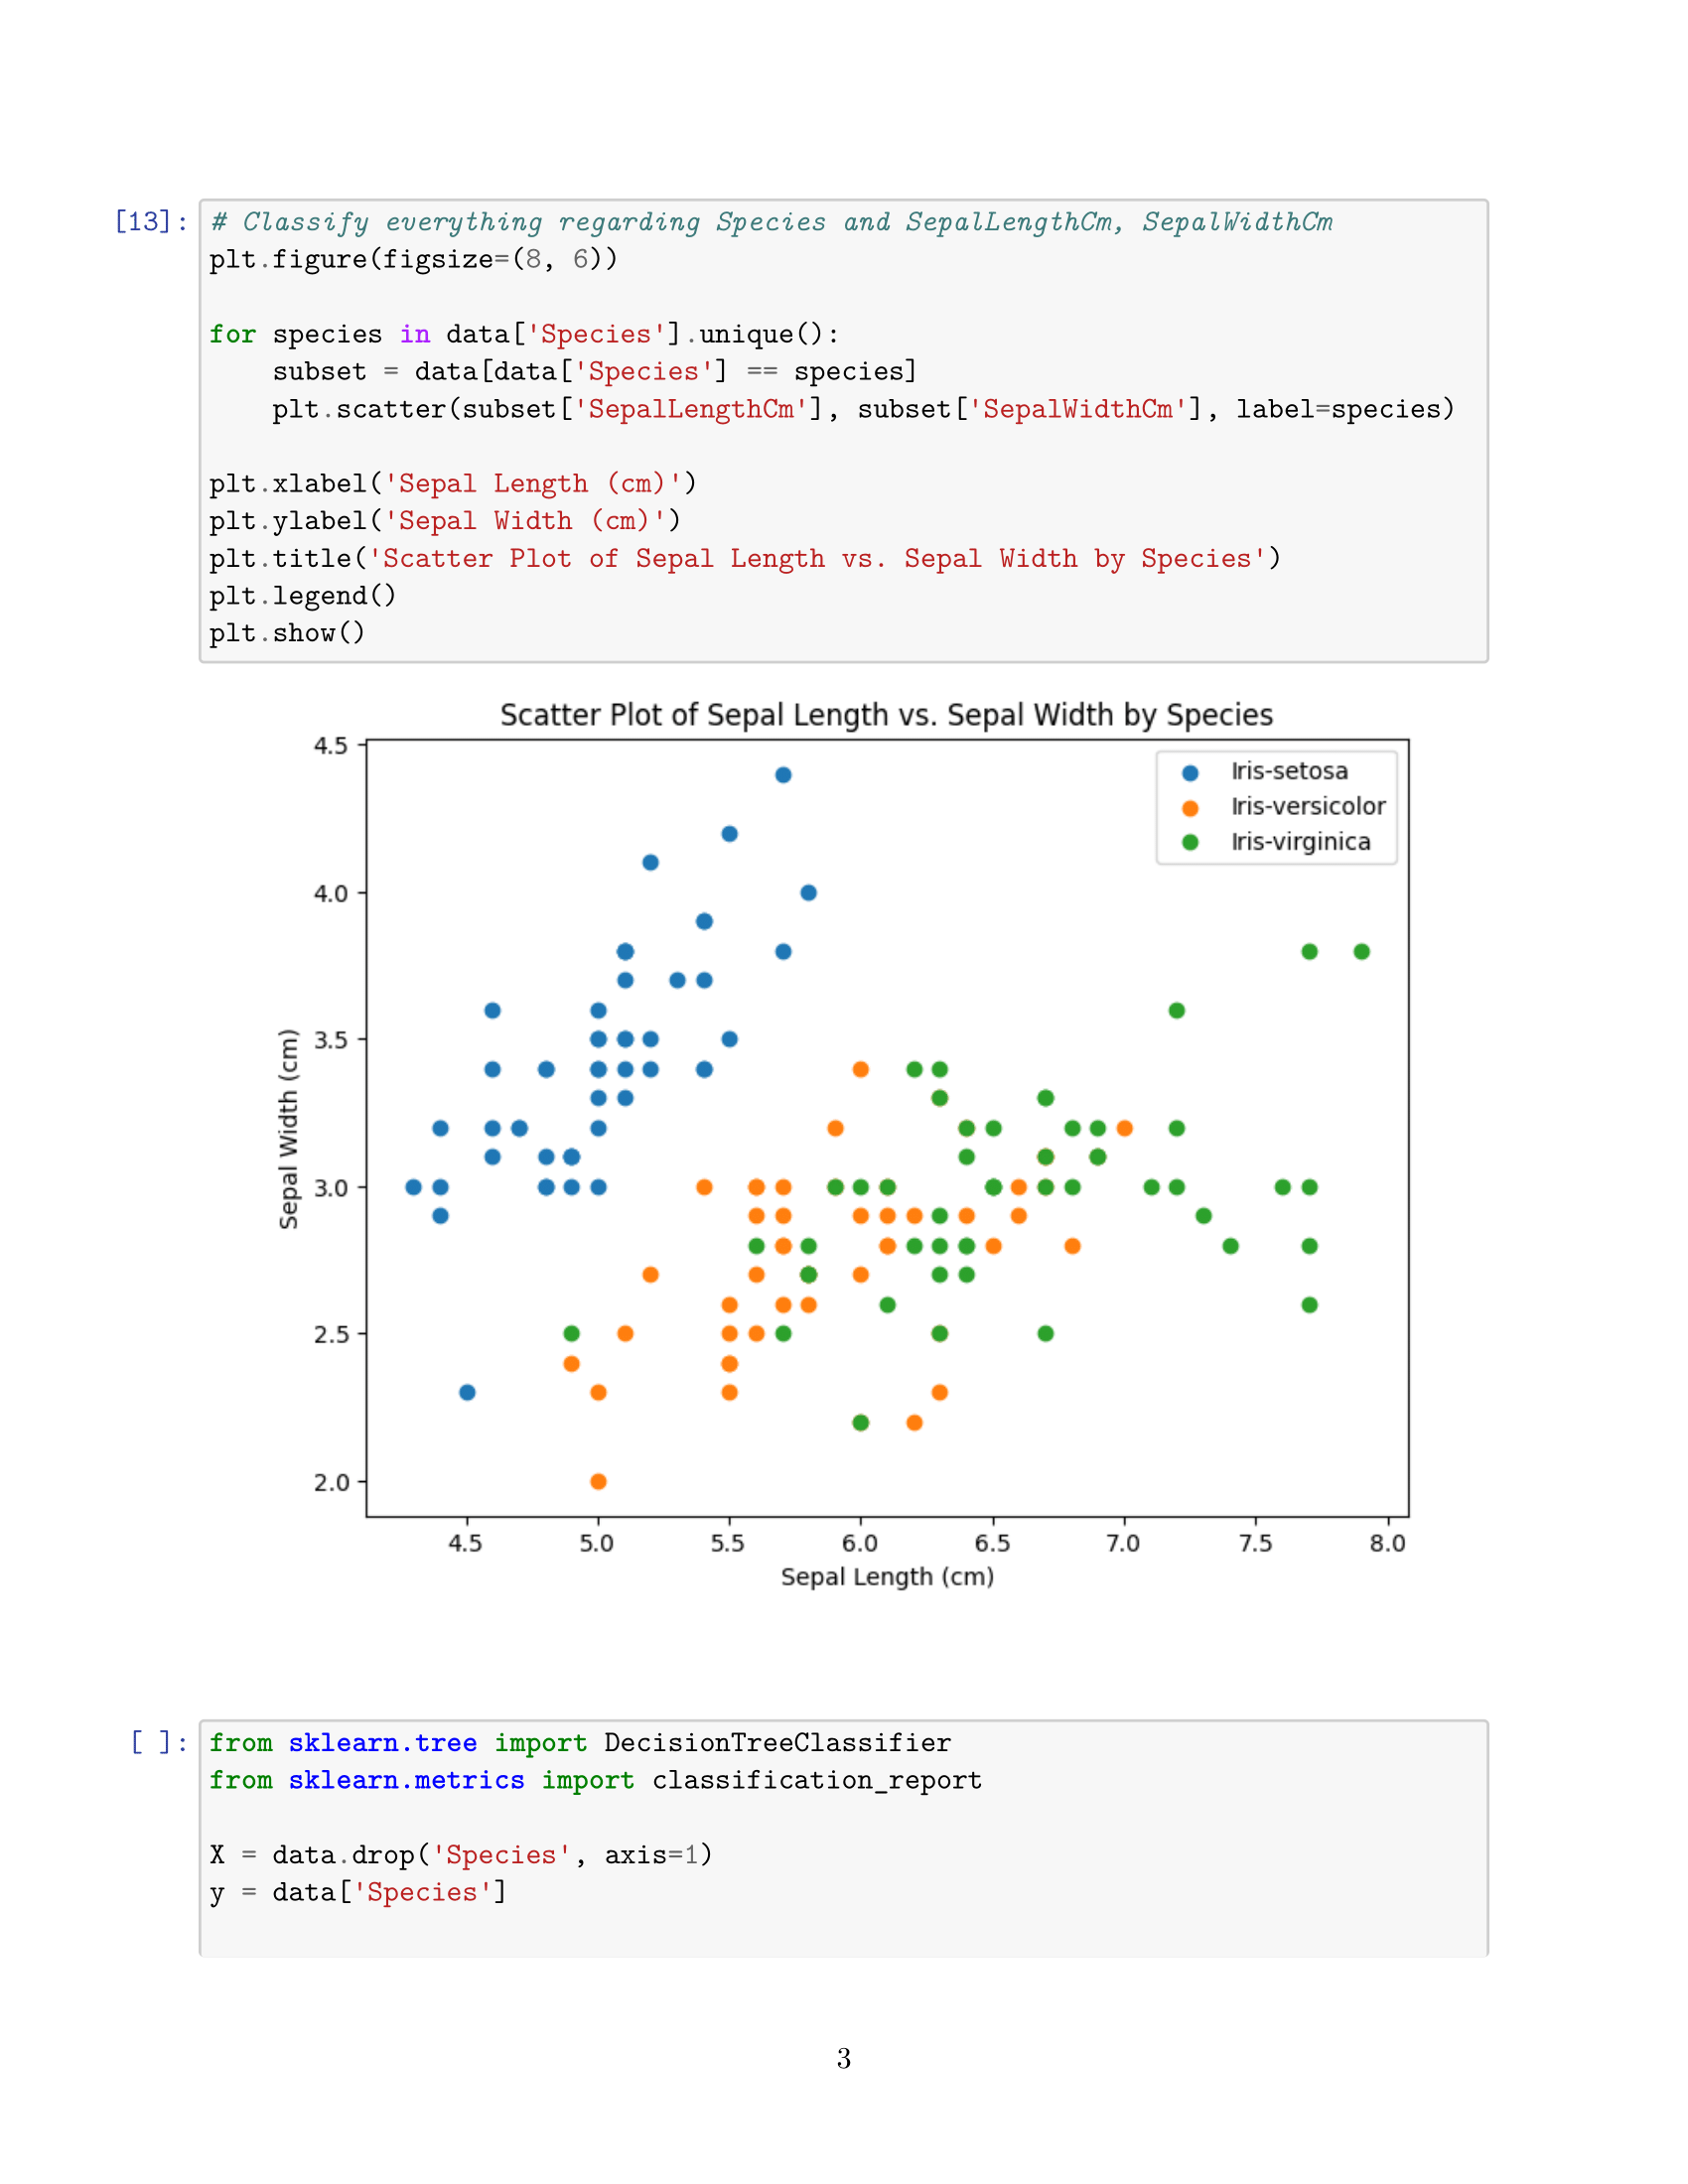 [13]: # Classify everything regarding Species and SepalLengthCm, SepalWidthCm
plt.figure(figsize=(8, 6))
for species in data['Species'].unique():
    subset = data[data['Species'] == species]
    plt.scatter(subset['SepalLengthCm'], subset['SepalWidthCm'], label=species)
plt.xlabel('Sepal Length (cm)')
plt.ylabel('Sepal Width (cm)')
plt.title('Scatter Plot of Sepal Length vs. Sepal Width by Species')
plt.legend()
plt.show()
Scatter Plot of Sepal Length vs. Sepal Width by Species
Iris-setosa
Iris-versicolor
Iris-virginica
Sepal Width (cm)
4.5
4.0
3.5
3.0
2.5
2.0
4.5 5.0 5.5 6.0 6.5 7.0 7.5 8.0
Sepal Length (cm)
[ ]: from sklearn.tree import DecisionTreeClassifier
from sklearn.metrics import classification_report
X = data.drop('Species', axis=1)
y = data['Species']
3